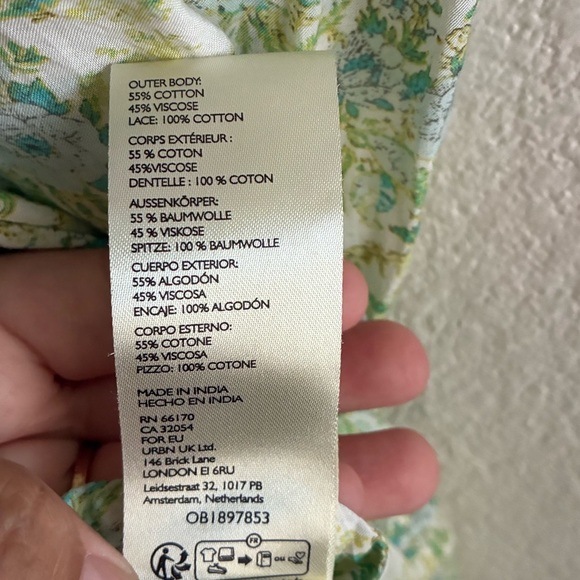 OUTER BODY:
55% COTTON
45% VISCOSE
LACE: 100% COTTON
CORPS EXTÉRIEUR :
55 % COTON
45%VISCOSE
DENTELLE : 100 % COTON
AUSSENKÖRPER:
55 % BAUMWOLLE
45 % VISKOSE
SPITZE: 100 % BAUMWOLLE
CUERPO EXTERIOR:
55% ALGODÓN
45% VISCOSA
ENCAJE: 100% ALGODÓN
CORPO ESTERNO:
55% COTONE
45% VISCOSA
PIZZO: 100% COTONE
MADE IN INDIA
HECHO EN INDIA
RN 66170
CA 32054
FOR EU
URBN UK Ltd.
146 Brick Lane
LONDON E1 6RU
Leidsestraat 32, 1017 PB
Amsterdam, Netherlands
OB1897853
FR
OU